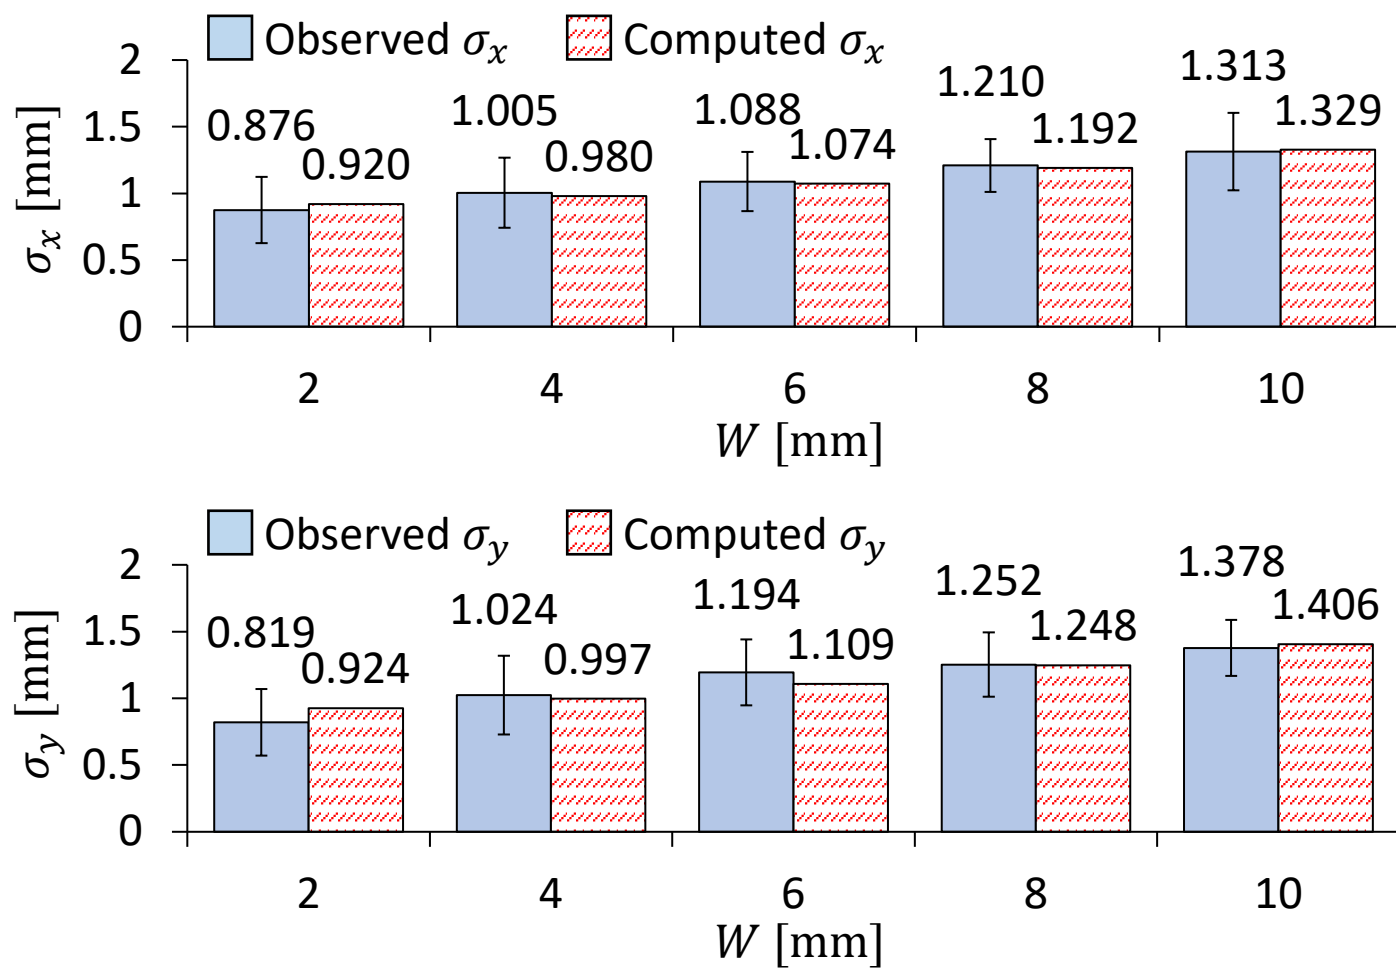 Observed σx Computed σx
2
1.5
1
0.5
0
σx [mm]
0.876 0.920 1.005 0.980 1.088 1.074 1.210 1.192 1.313 1.329
2 4 6 8 10
W [mm]
Observed σy Computed σy
2
1.5
1
0.5
0
σy [mm]
0.819 0.924 1.024 0.997 1.194 1.109 1.252 1.248 1.378 1.406
2 4 6 8 10
W [mm]